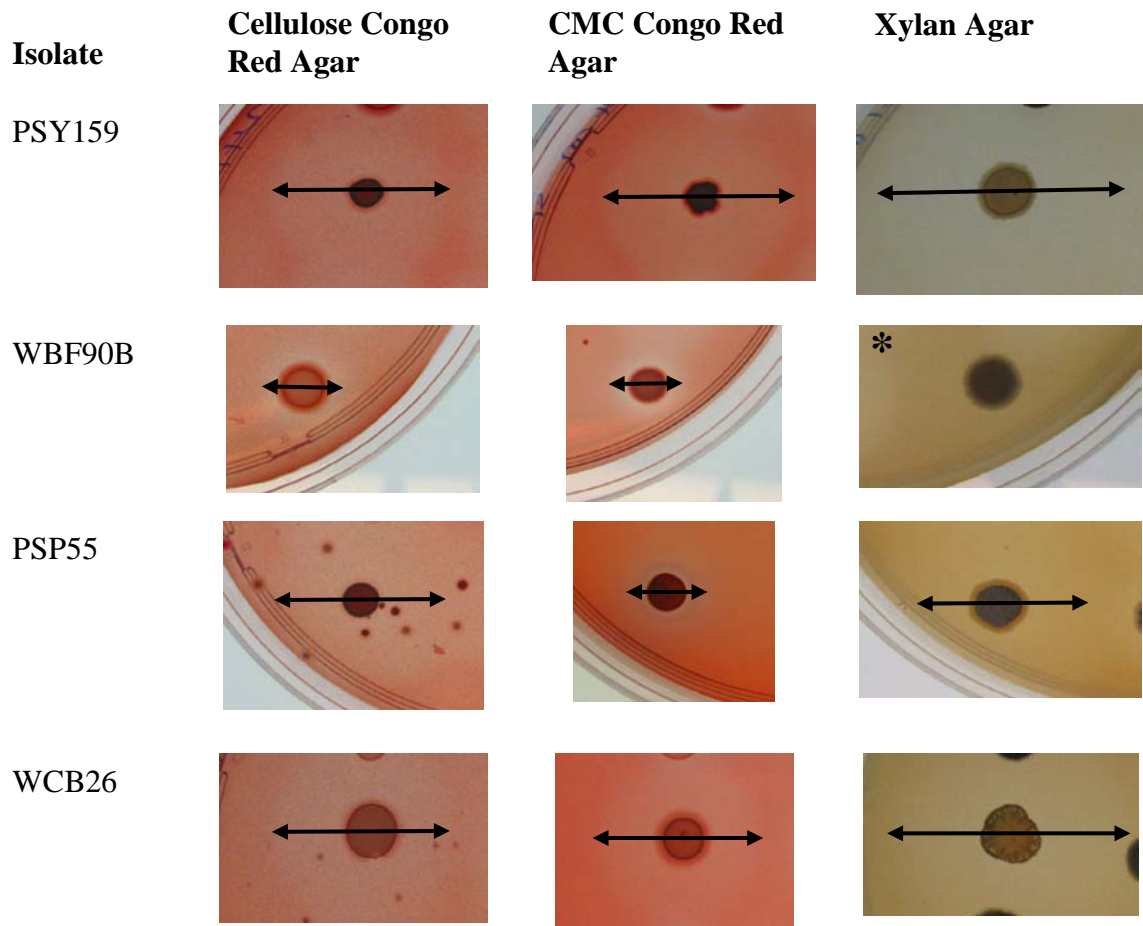 Isolate
Cellulose Congo
Red Agar
CMC Congo Red
Agar
Xylan Agar
PSY159
WBF90B
*
PSP55
WCB26